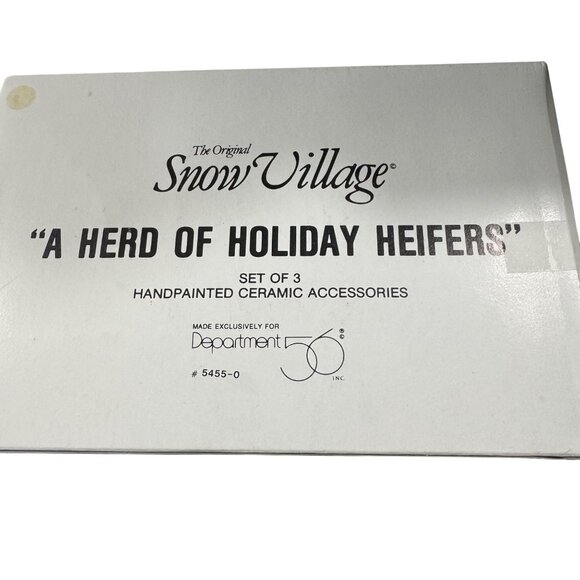 The Original
Snow Village©
"A HERD OF HOLIDAY HEIFERS"
SET OF 3
HANDPAINTED CERAMIC ACCESSORIES
MADE EXCLUSIVELY FOR
Department 56 ®©
INC.
# 5455-0